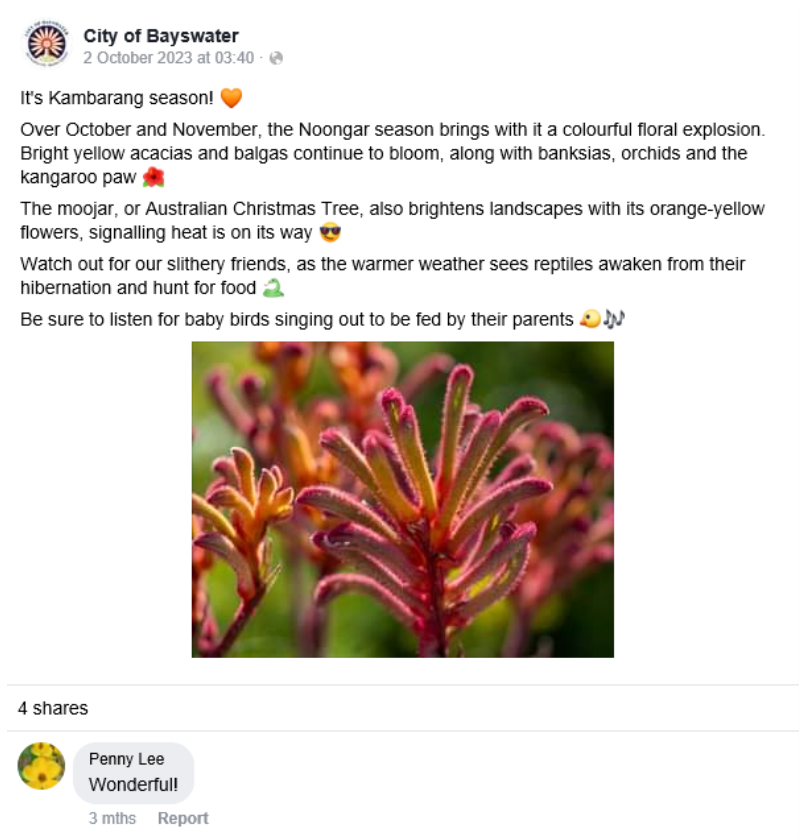 City of Bayswater
2 October 2023 at 03:40 ·
It's Kambarang season! 🧡
Over October and November, the Noongar season brings with it a colourful floral explosion.
Bright yellow acacias and balgas continue to bloom, along with banksias, orchids and the
kangaroo paw 🌺
The moojar, or Australian Christmas Tree, also brightens landscapes with its orange-yellow
flowers, signalling heat is on its way 😎
Watch out for our slithery friends, as the warmer weather sees reptiles awaken from their
hibernation and hunt for food 🐍
Be sure to listen for baby birds singing out to be fed by their parents 🐤🎶
4 shares
Penny Lee
Wonderful!
3 mths Report